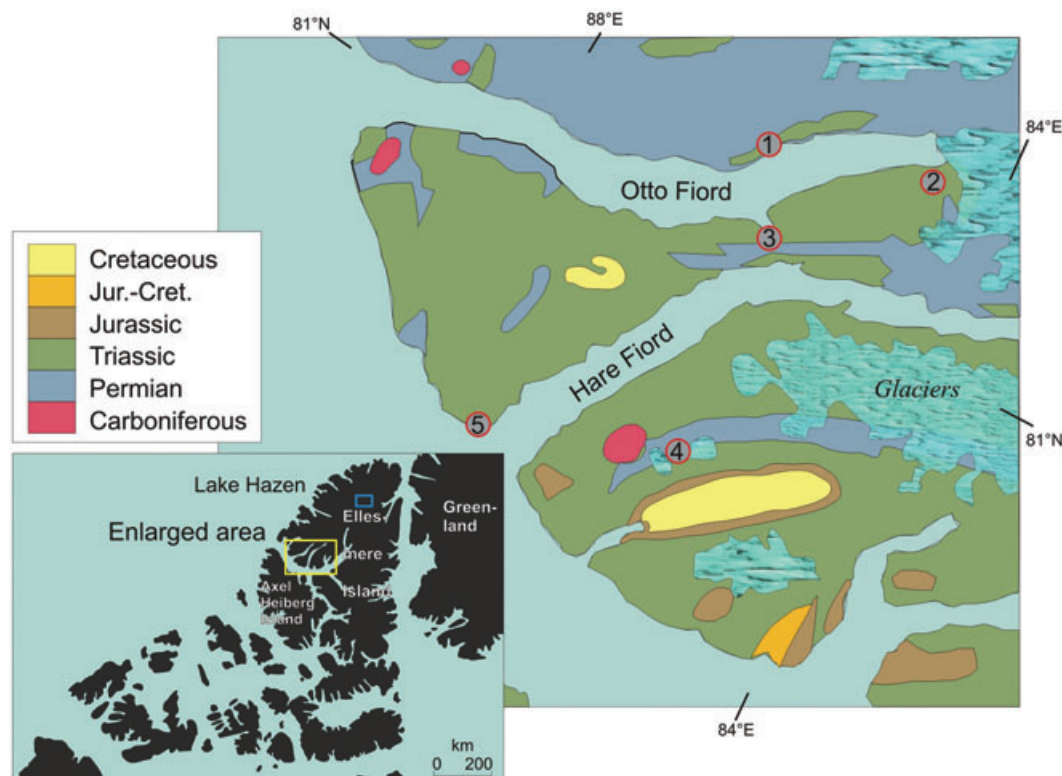 81°N
88°E
84°E
1
2
Otto Fiord
3
Cretaceous
Jur.-Cret.
Jurassic
Triassic
Permian
Carboniferous
Hare Fiord
Glaciers
5
4
81°N
Lake Hazen
Enlarged area
Elles-
mere
Island
Green-
land
Axel
Heiberg
Island
km
0 200
84°E